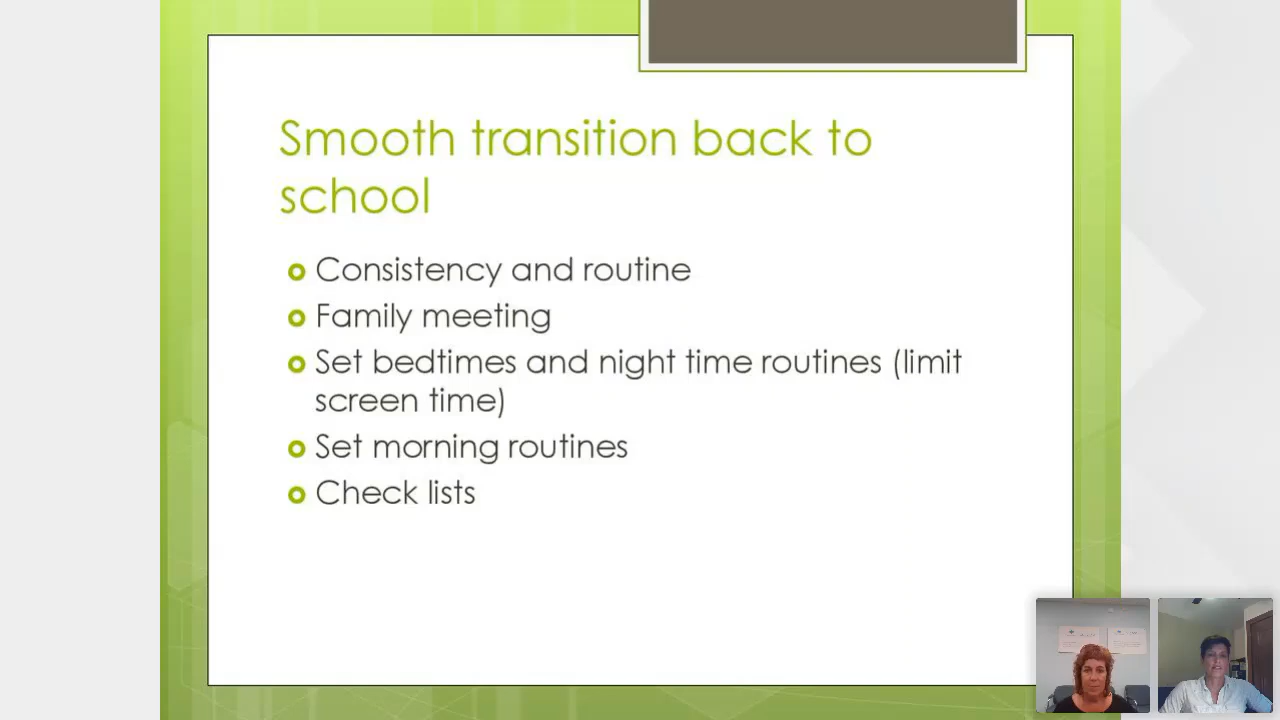 Smooth transition back to
school
Consistency and routine
Family meeting
Set bedtimes and night time routines (limit
screen time)
Set morning routines
Check lists